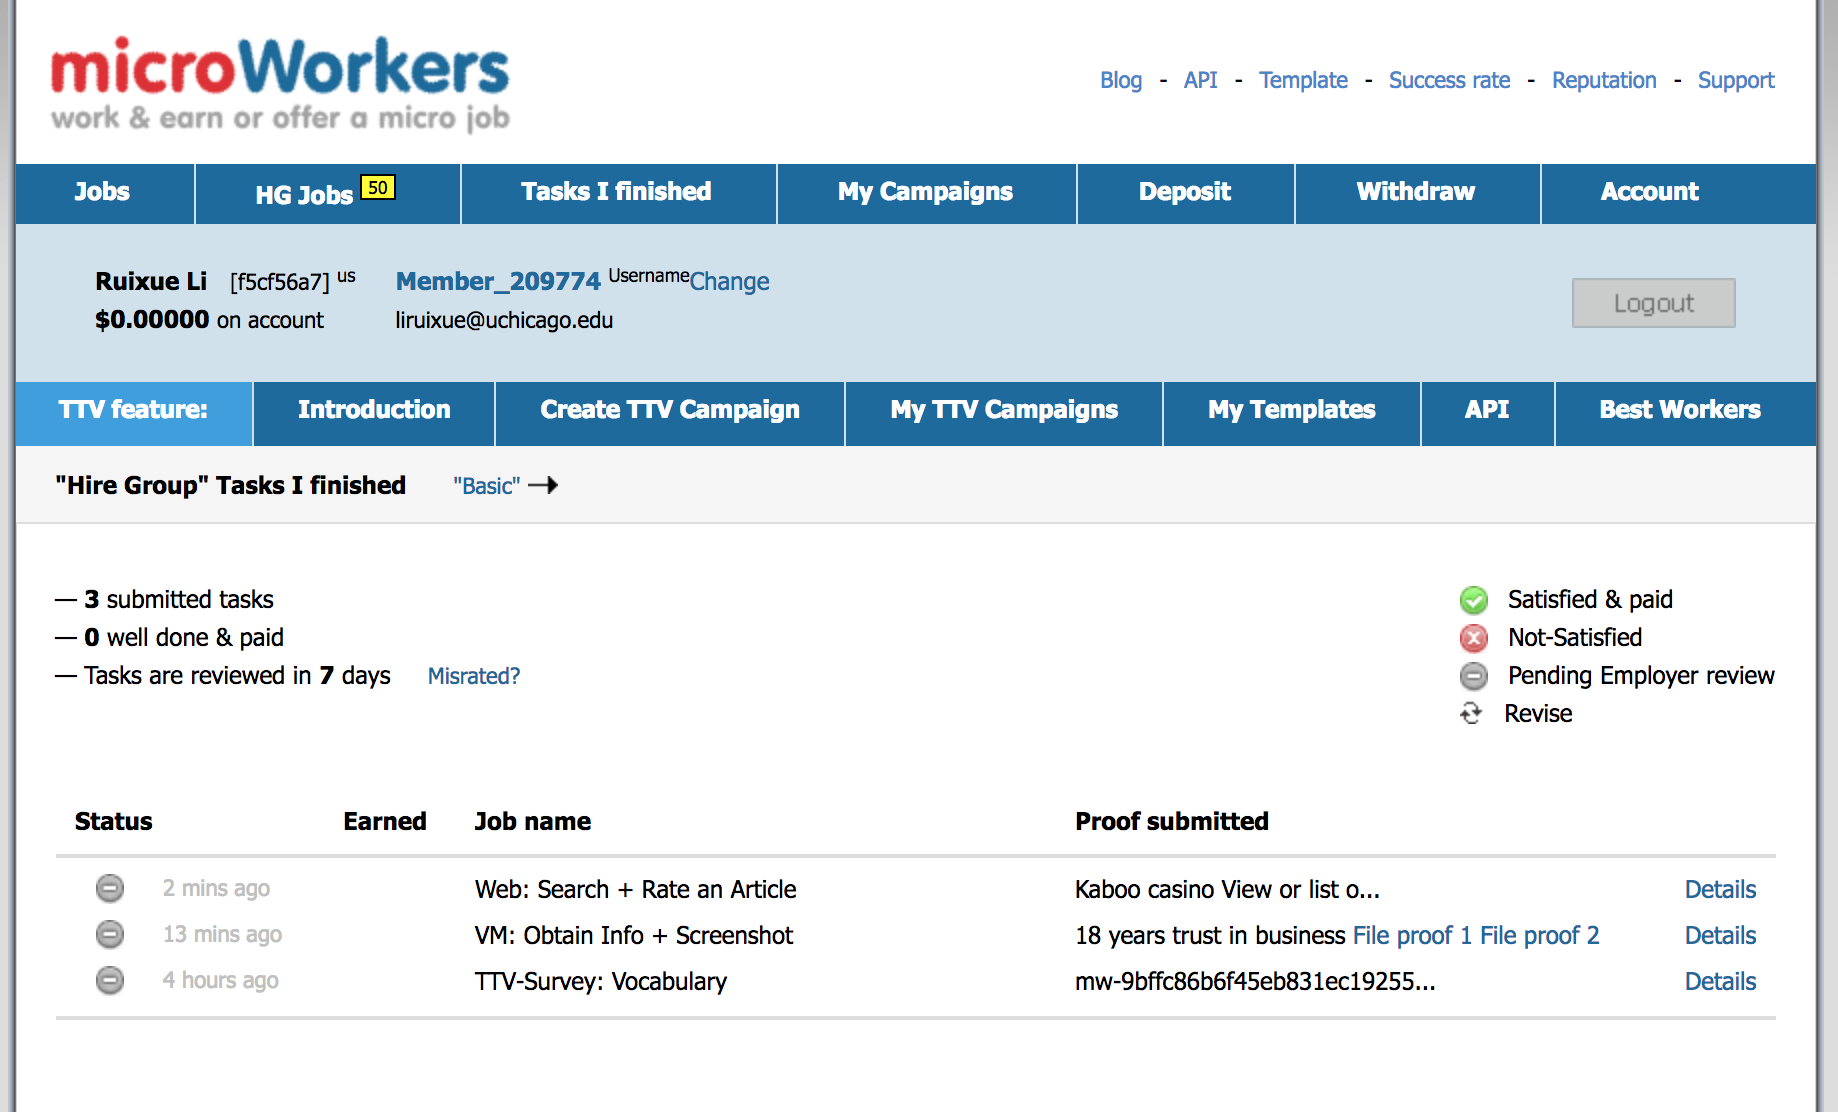 microWorkers
work & earn or offer a micro job
Blog - API - Template - Success rate - Reputation - Support
Jobs HG Jobs 50 Tasks I finished My Campaigns Deposit Withdraw Account
Ruixue Li [f5cf56a7] us Member_209774 Username Change
$0.00000 on account liruixue@uchicago.edu
Logout
TTV feature: Introduction Create TTV Campaign My TTV Campaigns My Templates API Best Workers
"Hire Group" Tasks I finished "Basic"
— 3 submitted tasks
— 0 well done & paid
— Tasks are reviewed in 7 days Misrated?
Satisfied & paid
Not-Satisfied
Pending Employer review
Revise
Status Earned Job name Proof submitted
2 mins ago Web: Search + Rate an Article Kaboo casino View or list o... Details
13 mins ago VM: Obtain Info + Screenshot 18 years trust in business File proof 1 File proof 2 Details
4 hours ago TTV-Survey: Vocabulary mw-9bffc86b6f45eb831ec19255... Details